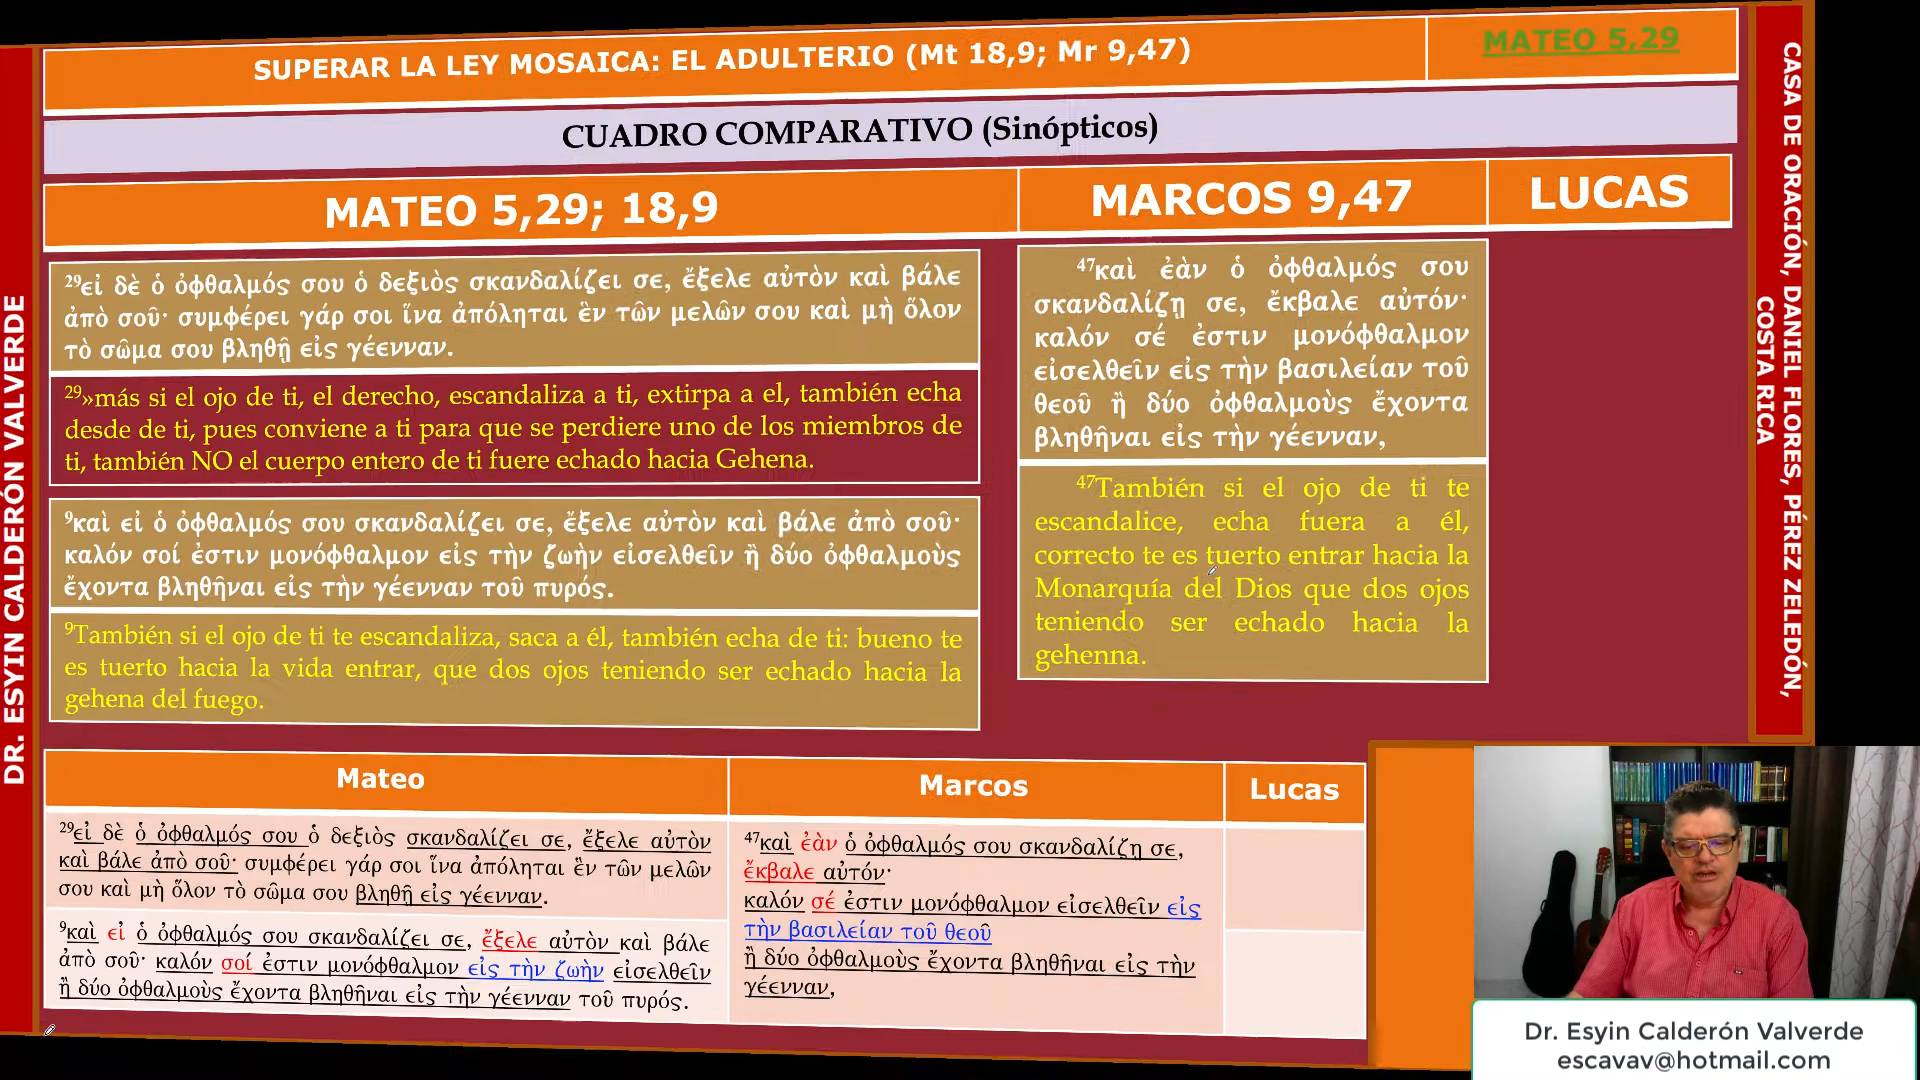 SUPERAR LA LEY MOSAICA: EL ADULTERIO (Mt 18,9; Mr 9,47)
MATEO 5,29
CUADRO COMPARATIVO (Sinópticos)
MATEO 5,29; 18,9
MARCOS 9,47
LUCAS
29εἰ δὲ ὁ ὀφθαλμός σου ὁ δεξιὸς σκανδαλίζει σε, ἔξελε αὐτὸν καὶ βάλε
ἀπὸ σοῦ· συμφέρει γάρ σοι ἵνα ἀπόληται ἓν τῶν μελῶν σου καὶ μὴ ὅλον
τὸ σῶμα σου βληθῇ εἰς γέενναν.
29»más si el ojo de ti, el derecho, escandaliza a ti, extirpa a el, también echa
desde de ti, pues conviene a ti para que se perdiere uno de los miembros de
ti, también NO el cuerpo entero de ti fuere echado hacia Gehena.
9καὶ εἰ ὁ ὀφθαλμός σου σκανδαλίζει σε, ἔξελε αὐτὸν καὶ βάλε ἀπὸ σοῦ·
καλόν σοί ἐστιν μονόφθαλμον εἰς τὴν ζωὴν εἰσελθεῖν ἢ δύο ὀφθαλμοὺς
ἔχοντα βληθῆναι εἰς τὴν γέενναν τοῦ πυρός.
9También si el ojo de ti te escandaliza, saca a él, también echa de ti: bueno te
es tuerto hacia la vida entrar, que dos ojos teniendo ser echado hacia la
gehena del fuego.
47καὶ ἐὰν ὁ ὀφθαλμός σου
σκανδαλίζῃ σε, ἔκβαλε αὐτόν·
καλόν σέ ἐστιν μονόφθαλμον
εἰσελθεῖν εἰς τὴν βασιλείαν τοῦ
θεοῦ ἢ δύο ὀφθαλμοὺς ἔχοντα
βληθῆναι εἰς τὴν γέενναν,
47También si el ojo de ti te
escandalice, echa fuera a él,
correcto te es tuerto entrar hacia la
Monarquía del Dios que dos ojos
teniendo ser echado hacia la
gehenna.
Mateo
Marcos
Lucas
29εἰ δὲ ὁ ὀφθαλμός σου ὁ δεξιὸς σκανδαλίζει σε, ἔξελε αὐτὸν
καὶ βάλε ἀπὸ σοῦ· συμφέρει γάρ σοι ἵνα ἀπόληται ἓν τῶν μελῶν
σου καὶ μὴ ὅλον τὸ σῶμα σου βληθῇ εἰς γέενναν.
9καὶ εἰ ὁ ὀφθαλμός σου σκανδαλίζει σε, ἔξελε αὐτὸν καὶ βάλε
ἀπὸ σοῦ· καλόν σοί ἐστιν μονόφθαλμον εἰς τὴν ζωὴν εἰσελθεῖν
ἢ δύο ὀφθαλμοὺς ἔχοντα βληθῆναι εἰς τὴν γέενναν τοῦ πυρός.
47καὶ ἐὰν ὁ ὀφθαλμός σου σκανδαλίζῃ σε,
ἔκβαλε αὐτόν·
καλόν σέ ἐστιν μονόφθαλμον εἰσελθεῖν εἰς
τὴν βασιλείαν τοῦ θεοῦ
ἢ δύο ὀφθαλμοὺς ἔχοντα βληθῆναι εἰς τὴν
γέενναν,
DR. ESYIN CALDERÓN VALVERDE
CASA DE ORACIÓN, DANIEL FLORES, PÉREZ ZELEDÓN,
COSTA RICA
Dr. Esyin Calderón Valverde
escavav@hotmail.com